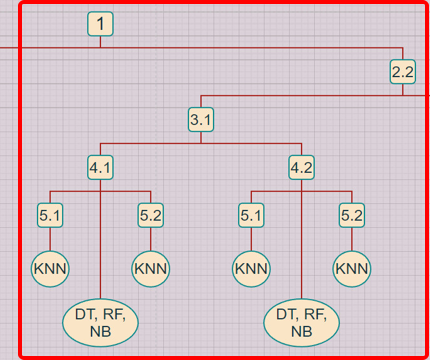 1
2.2
3.1
4.1
4.2
5.1
5.2
5.1
5.2
KNN
KNN
KNN
KNN
DT, RF,
NB
DT, RF,
NB